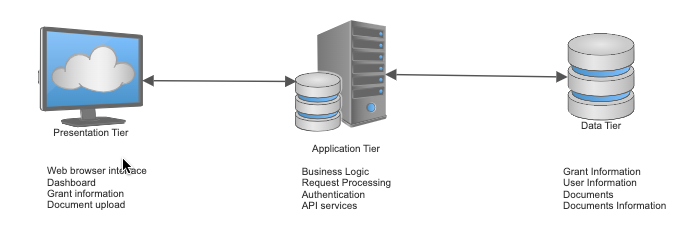 Presentation Tier
Web browser interface
Dashboard
Grant information
Document upload
Application Tier
Business Logic
Request Processing
Authentication
API services
Data Tier
Grant Information
User Information
Documents
Documents Information